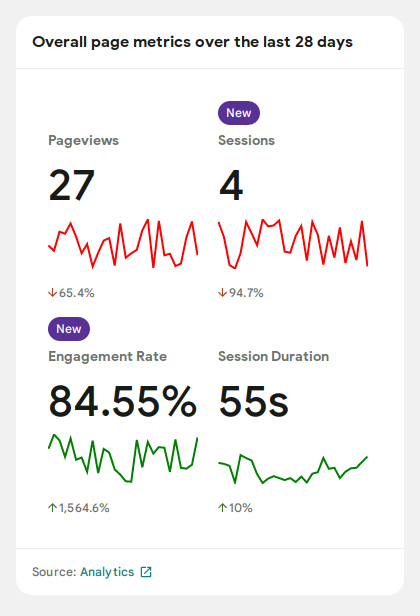 Overall page metrics over the last 28 days
New
Pageviews
Sessions
27
4
↓65.4%
↓94.7%
New
Engagement Rate
Session Duration
84.55%
55s
↑1,564.6%
↑10%
Source: Analytics